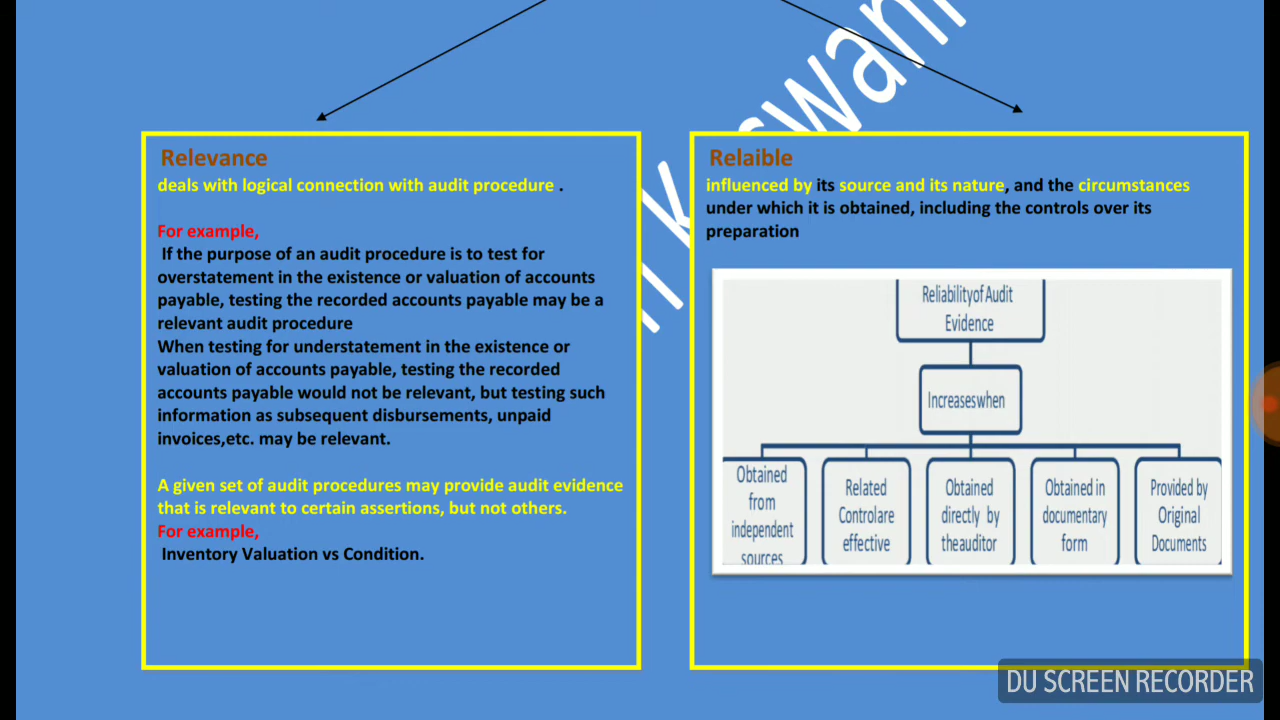 Relevance
deals with logical connection with audit procedure .
For example,
If the purpose of an audit procedure is to test for
overstatement in the existence or valuation of accounts
payable, testing the recorded accounts payable may be a
relevant audit procedure
When testing for understatement in the existence or
valuation of accounts payable, testing the recorded
accounts payable would not be relevant, but testing such
information as subsequent disbursements, unpaid
invoices,etc. may be relevant.
A given set of audit procedures may provide audit evidence
that is relevant to certain assertions, but not others.
For example,
Inventory Valuation vs Condition.
Relaible
influenced by its source and its nature, and the circumstances
under which it is obtained, including the controls over its
preparation
ReliabilityofAudit
Evidence
Increaseswhen
Obtained
from
independent
sources
Related
Controlare
effective
Obtained
directly by
theauditor
Obtained in
documentary
form
Provided by
Original
Documents
DU SCREEN RECORDER